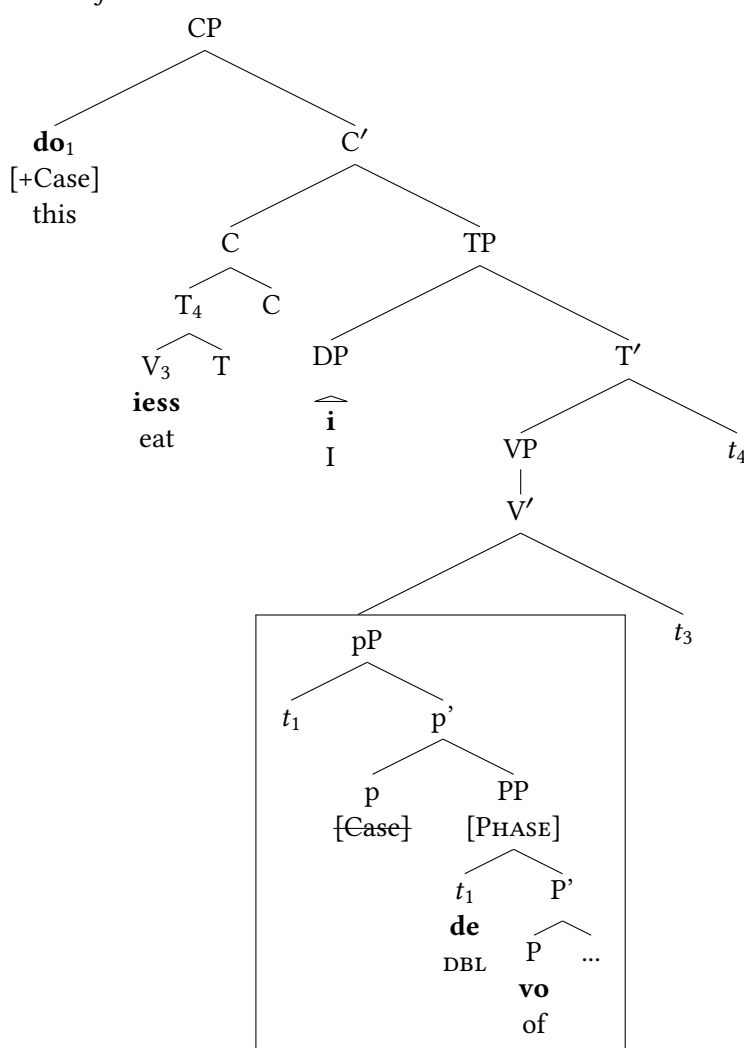 CP
do₁
[+Case]
this
C′
C
TP
T₄
C
DP
T′
V₃
T
iess
eat
i
I
VP
t₄
V′
pP
t₃
t₁
p’
p
[Case]
PP
[PHASE]
t₁
de
DBL
P’
P
...
vo
of